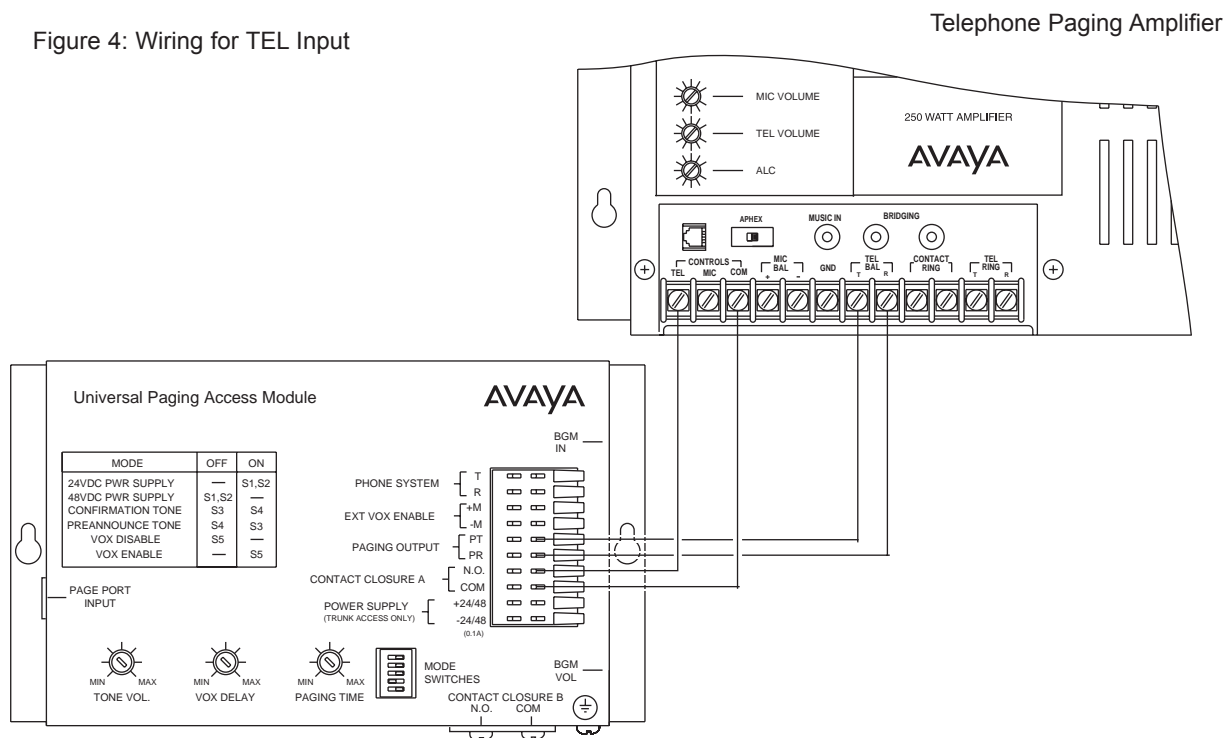 Figure 4: Wiring for TEL Input
Telephone Paging Amplifier
MIC VOLUME
TEL VOLUME
ALC
250 WATT AMPLIFIER
AVAYA
APHEX
MUSIC IN
BRIDGING
CONTROLS
TEL MIC COM
MIC BAL
+ -
GND
TEL BAL
T R
CONTACT RING
TEL RING
T R
Universal Paging Access Module
AVAYA
BGM IN
MODE OFF ON
24VDC PWR SUPPLY — S1,S2
48VDC PWR SUPPLY S1,S2 —
CONFIRMATION TONE S3 S4
PREANNOUNCE TONE S4 S3
VOX DISABLE S5 —
VOX ENABLE — S5
PHONE SYSTEM
T
R
EXT VOX ENABLE
+M
-M
PAGING OUTPUT
PT
PR
CONTACT CLOSURE A
N.O.
COM
POWER SUPPLY
(TRUNK ACCESS ONLY)
+24/48
-24/48
(0.1A)
PAGE PORT
INPUT
MIN MAX
TONE VOL.
MIN MAX
VOX DELAY
MIN MAX
PAGING TIME
MODE
SWITCHES
BGM
VOL
CONTACT CLOSURE B
N.O. COM